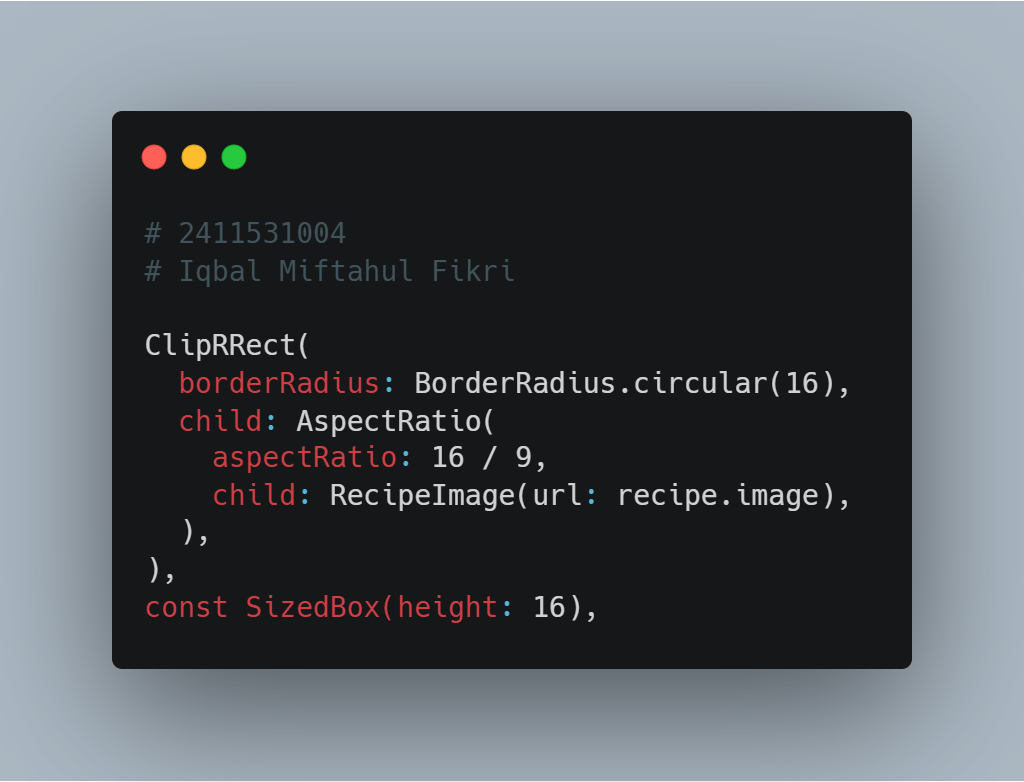 # 2411531004
# Iqbal Miftahul Fikri

ClipRRect(
  borderRadius: BorderRadius.circular(16),
  child: AspectRatio(
    aspectRatio: 16 / 9,
    child: RecipeImage(url: recipe.image),
  ),
),
const SizedBox(height: 16),